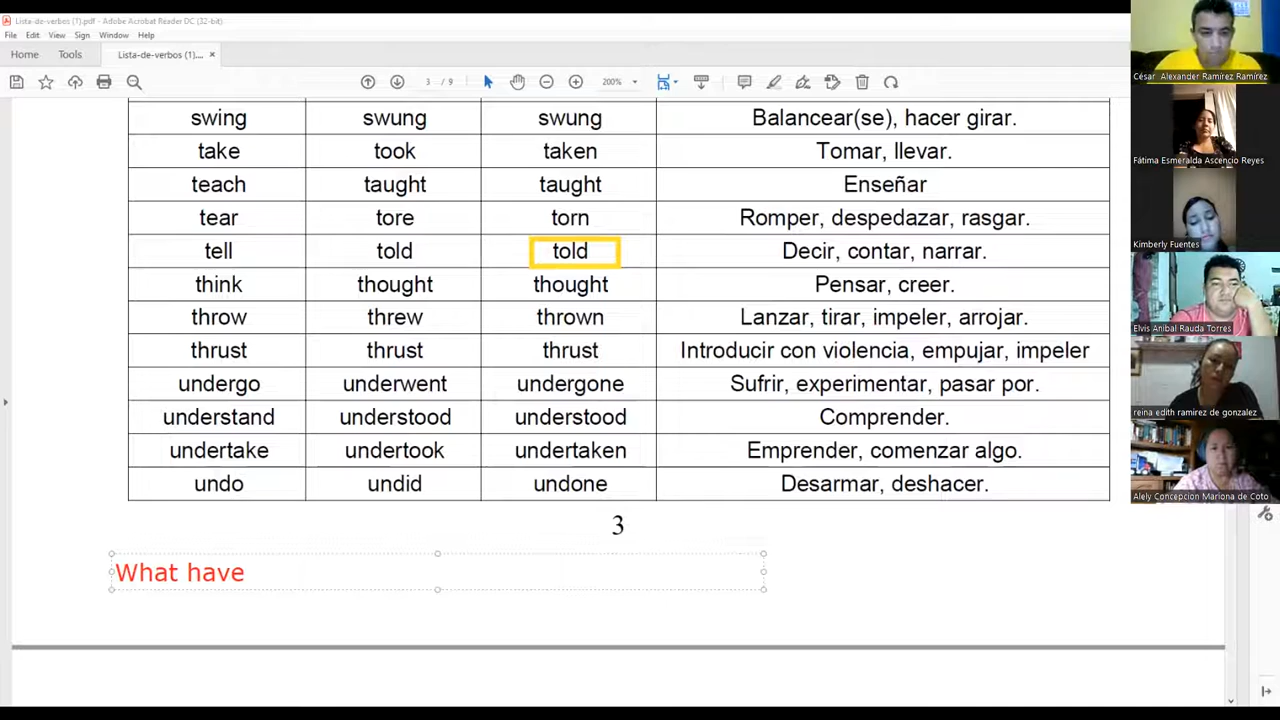 Lista-de-verbos (1).pdf - Adobe Acrobat Reader DC (32-bit)
File Edit View Sign Window Help
Home Tools Lista-de-verbos (1).... ×
3 / 9 200%
swing swung swung Balancear(se), hacer girar.
take took taken Tomar, llevar.
teach taught taught Enseñar
tear tore torn Romper, despedazar, rasgar.
tell told told Decir, contar, narrar.
think thought thought Pensar, creer.
throw threw thrown Lanzar, tirar, impeler, arrojar.
thrust thrust thrust Introducir con violencia, empujar, impeler
undergo underwent undergone Sufrir, experimentar, pasar por.
understand understood understood Comprender.
undertake undertook undertaken Emprender, comenzar algo.
undo undid undone Desarmar, deshacer.
3
What have
César Alexander Ramírez Ramírez
Fátima Esmeralda Ascencio Reyes
Kimberly Fuentes
Elvis Anibal Rauda Torres
reina edith ramirez de gonzalez
Alely Concepcion Mariona de Coto